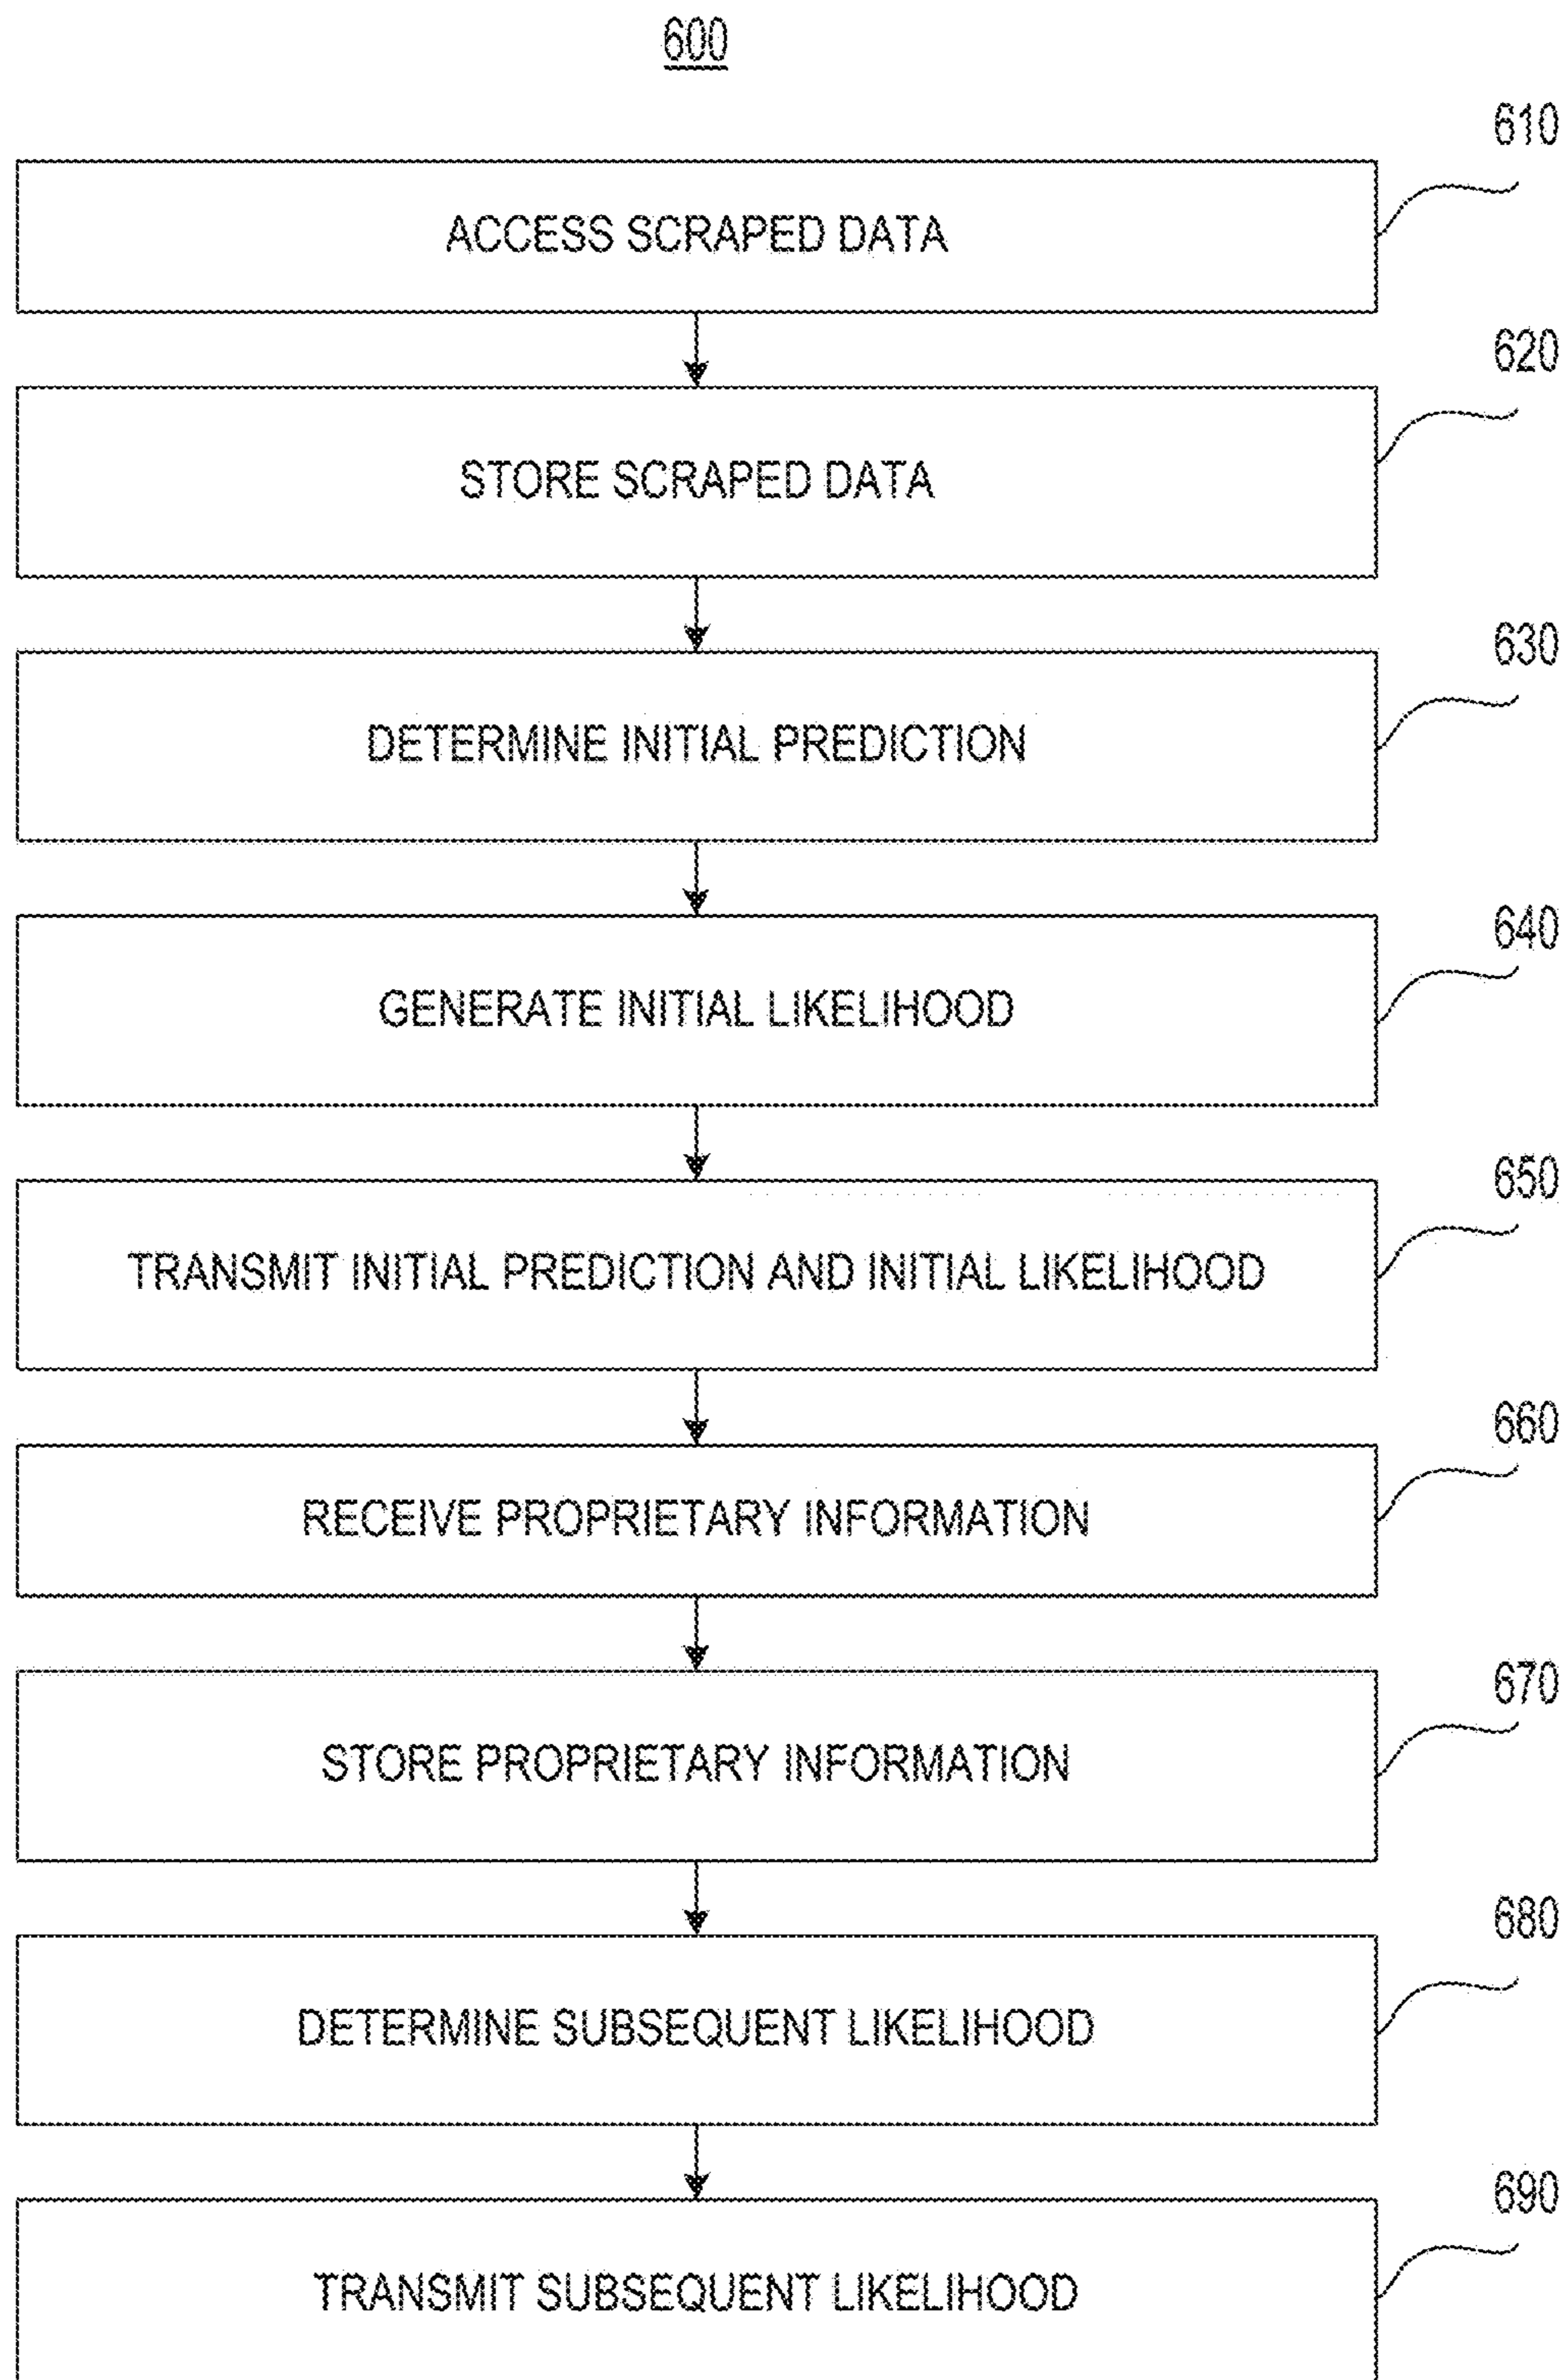 600
610
ACCESS SCRAPED DATA
620
STORE SCRAPED DATA
630
DETERMINE INITIAL PREDICTION
640
GENERATE INITIAL LIKELIHOOD
650
TRANSMIT INITIAL PREDICTION AND INITIAL LIKELIHOOD
660
RECEIVE PROPRIETARY INFORMATION
670
STORE PROPRIETARY INFORMATION
680
DETERMINE SUBSEQUENT LIKELIHOOD
690
TRANSMIT SUBSEQUENT LIKELIHOOD